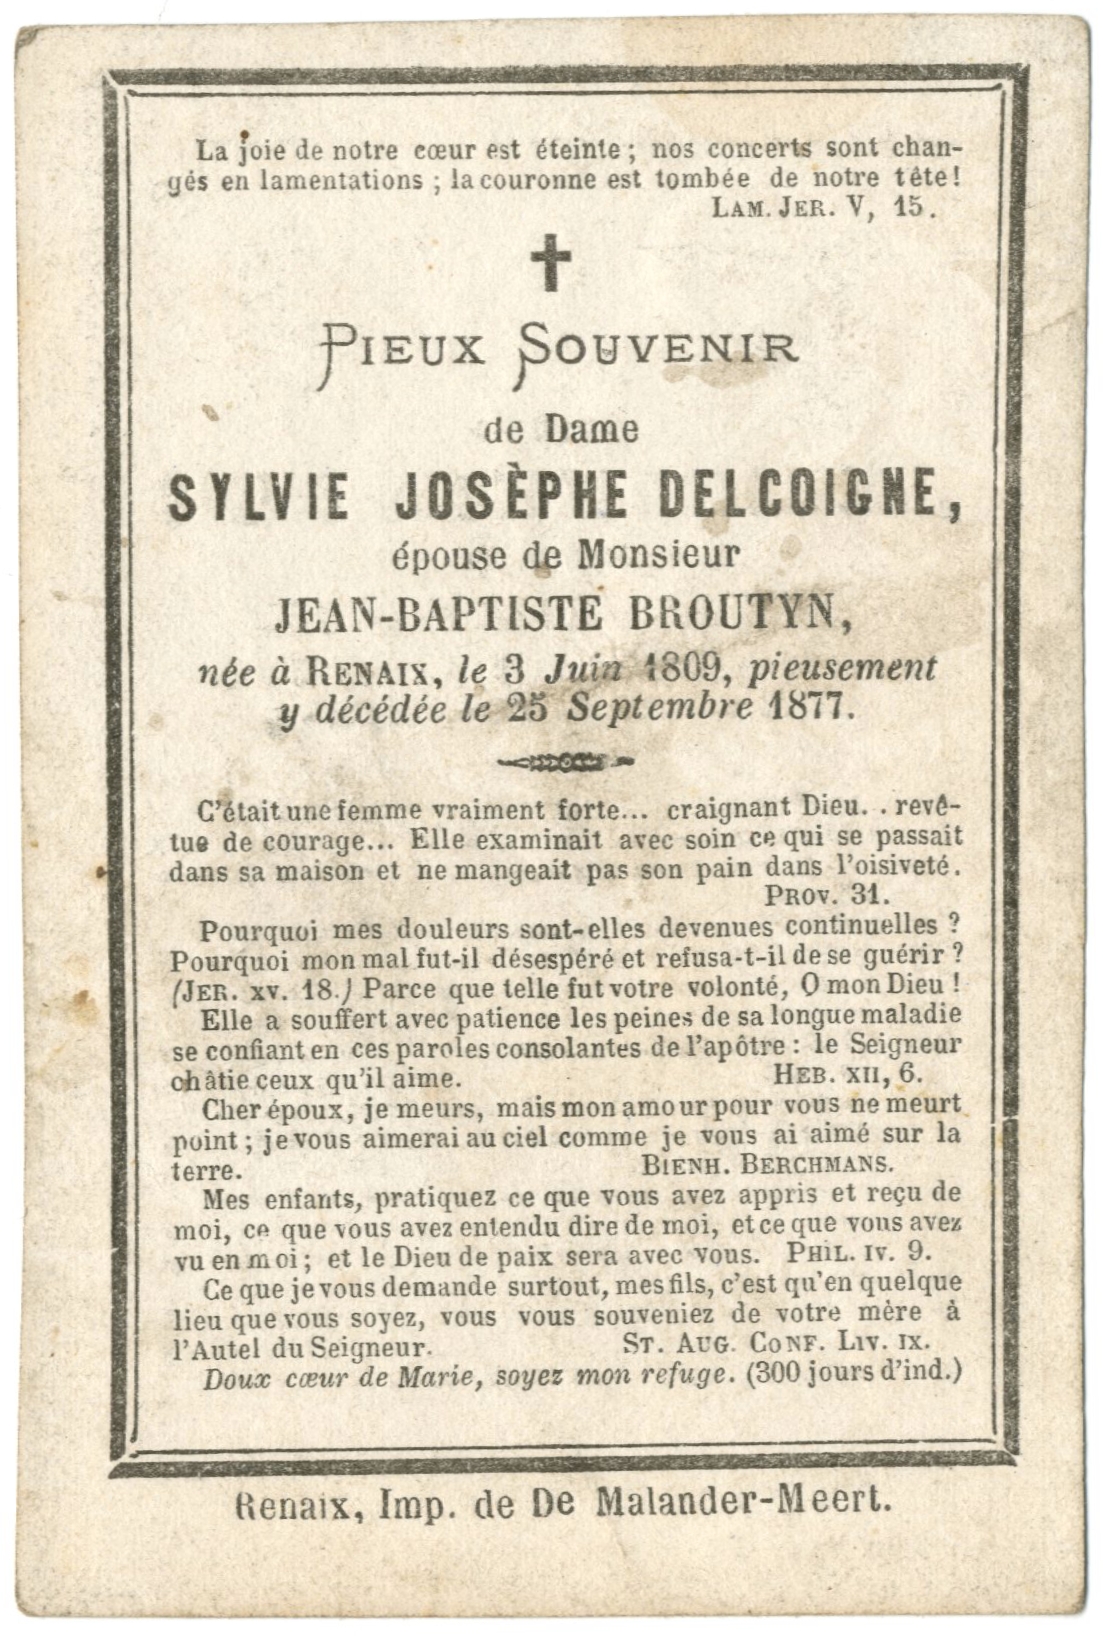 La joie de notre cœur est éteinte ; nos concerts sont chan-
gés en lamentations ; la couronne est tombée de notre tête !
LAM. JER. V, 15.
PIEUX SOUVENIR
de Dame
SYLVIE JOSÈPHE DELCOIGNE,
épouse de Monsieur
JEAN-BAPTISTE BROUTYN,
née à RENAIX, le 3 Juin 1809, pieusement
y décédée le 25 Septembre 1877.
C'était une femme vraiment forte... craignant Dieu. . revê-
tue de courage... Elle examinait avec soin ce qui se passait
dans sa maison et ne mangeait pas son pain dans l'oisiveté.
PROV. 31.
Pourquoi mes douleurs sont-elles devenues continuelles ?
Pourquoi mon mal fut-il désespéré et refusa-t-il de se guérir ?
(JER. XV. 18.) Parce que telle fut votre volonté, O mon Dieu !
Elle a souffert avec patience les peines de sa longue maladie
se confiant en ces paroles consolantes de l'apôtre : le Seigneur
châtie ceux qu'il aime. HEB. XII, 6.
Cher époux, je meurs, mais mon amour pour vous ne meurt
point ; je vous aimerai au ciel comme je vous ai aimé sur la
terre. BIENH. BERCHMANS.
Mes enfants, pratiquez ce que vous avez appris et reçu de
moi, ce que vous avez entendu dire de moi, et ce que vous avez
vu en moi ; et le Dieu de paix sera avec vous. PHIL. IV. 9.
Ce que je vous demande surtout, mes fils, c'est qu'en quelque
lieu que vous soyez, vous vous souveniez de votre mère à
l'Autel du Seigneur. ST. AUG. CONF. LIV. IX.
Doux cœur de Marie, soyez mon refuge. (300 jours d'ind.)
Renaix, Imp. de De Malander-Meert.